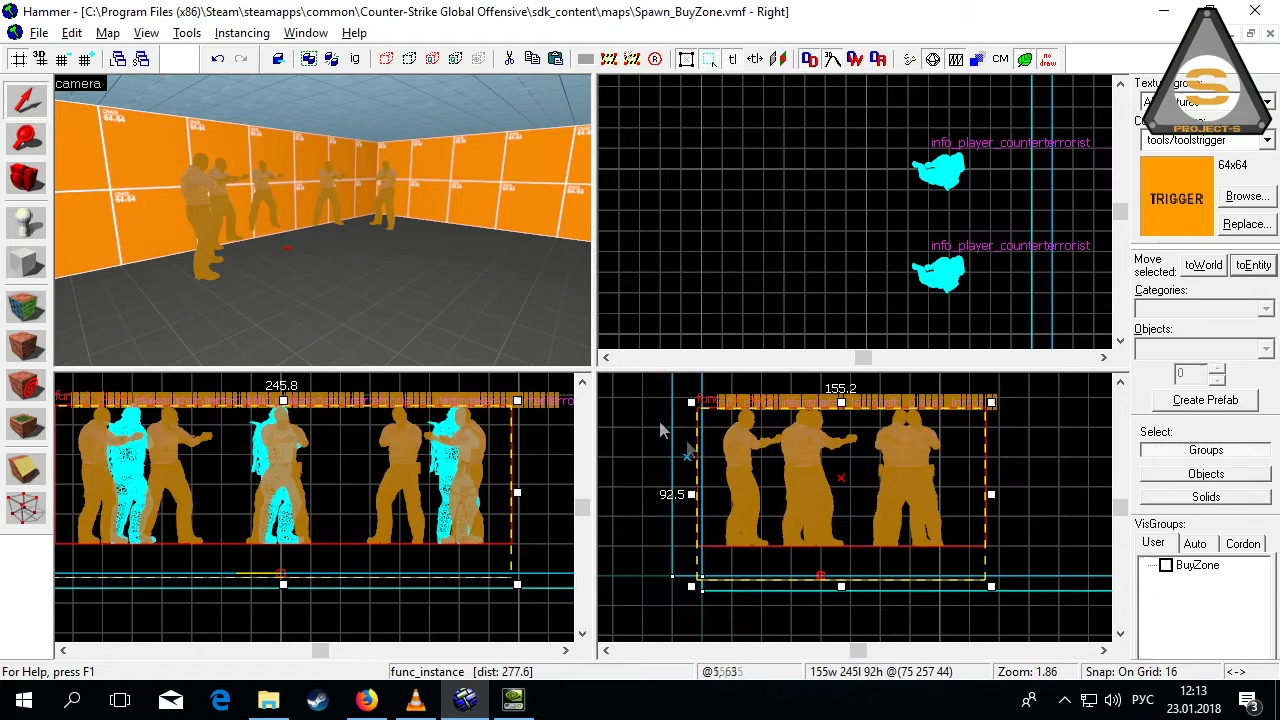 Hammer - [C:\Program Files (x86)\Steam\steamapps\common\Counter-Strike Global Offensive\sdk_content\maps\Spawn_BuyZone.vmf - Right]
File Edit Map View Tools Instancing Window Help
camera
info_player_counterterrorist
info_player_counterterrorist
PROJECT-S
tools/toolstrigger
64x64
TRIGGER
Browse...
Replace...
Move selected:
toWorld
toEntity
Categories:
Objects:
0
Create Prefab
Select:
Groups
Objects
Solids
VisGroups:
User Auto Cordon
BuyZone
245.8
155.2
92.5
For Help, press F1
func_instance [dist: 277.6]
155w 245l 92h @(75 257 44)
Zoom: 1.86
Snap: On Grid: 16
<->
РУС
12:13
23.01.2018
3